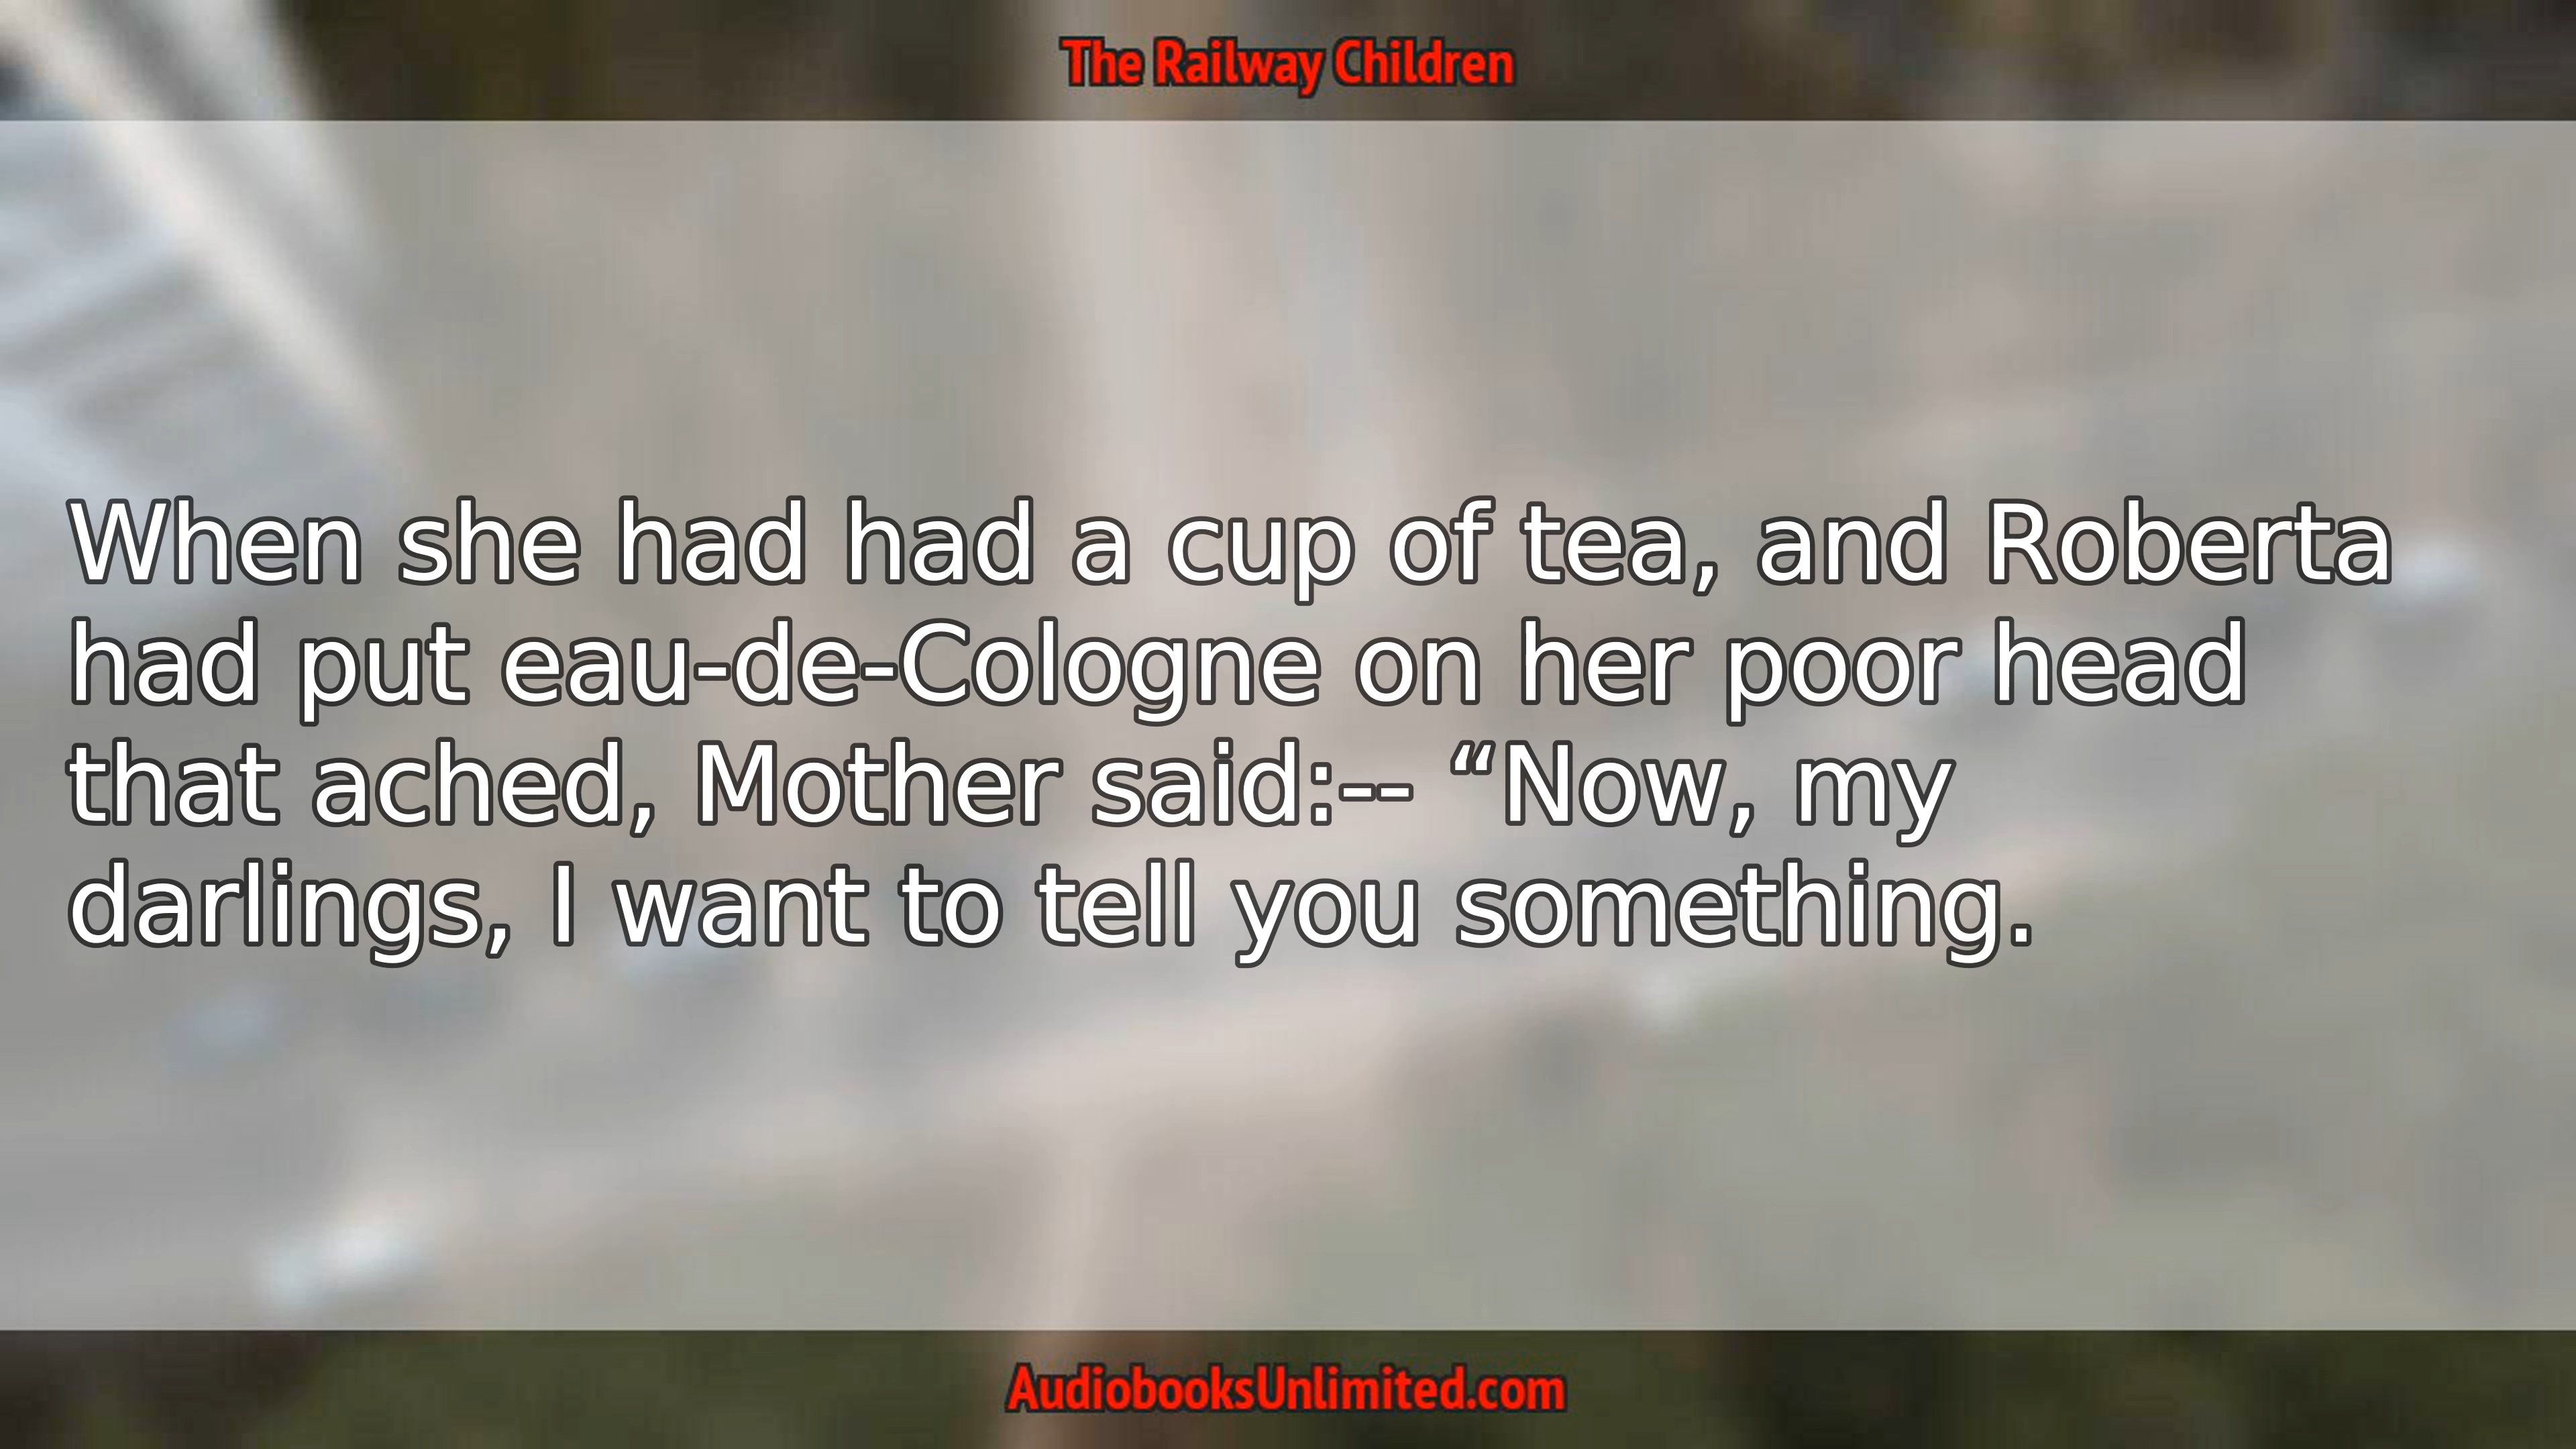 The Railway Children
When she had had a cup of tea, and Roberta
had put eau-de-Cologne on her poor head
that ached, Mother said:-- “Now, my
darlings, I want to tell you something.
AudiobooksUnlimited.com